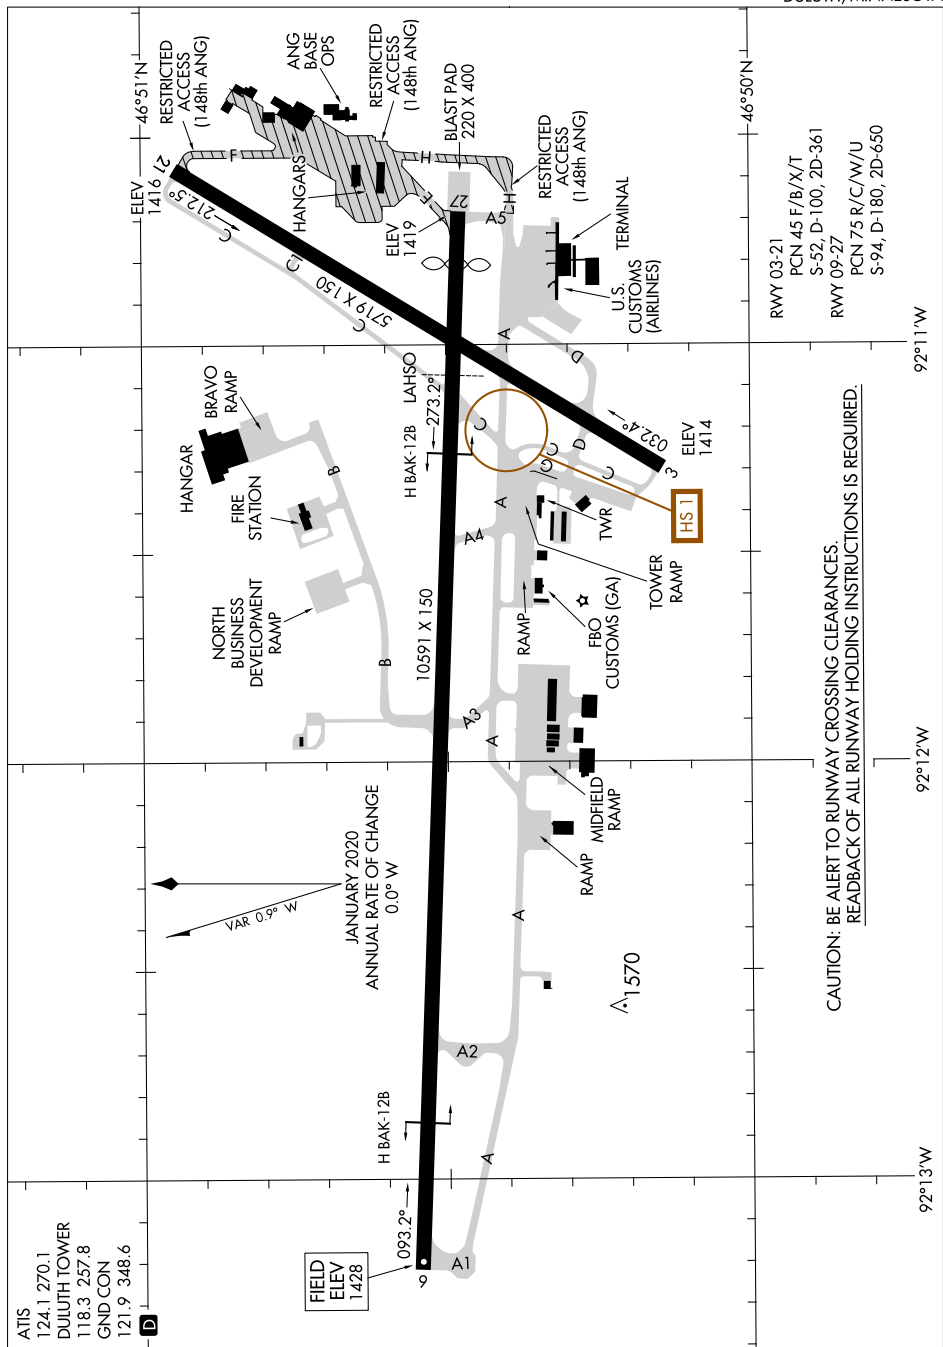 ATIS
124.1 270.1
DULUTH TOWER
118.3 257.8
GND CON
121.9 348.6
D
FIELD
ELEV
1428
9
093.2°
A1
A
H BAK-12B
A2
A
1570
VAR 0.9° W
JANUARY 2020
ANNUAL RATE OF CHANGE
0.0° W
RAMP
MIDFIELD
RAMP
A
A3
B
10591 X 150
NORTH
BUSINESS
DEVELOPMENT
RAMP
FIRE
STATION
HANGAR
BRAVO
RAMP
B
RAMP
FBO
CUSTOMS (GA)
TWR
TOWER
RAMP
A4
A
H BAK-12B
273.2°
LAHSO
C
G
C
C
D
D
HS 1
3
032.4°
ELEV
1414
A
5719 X 150
C
C
C
212.5°
21
ELEV
1416
F
RESTRICTED
ACCESS
(148th ANG)
ANG
BASE
OPS
RESTRICTED
ACCESS
(148th ANG)
HANGARS
E
H
H
ELEV
1419
27
A5
BLAST PAD
220 X 400
RESTRICTED
ACCESS
(148th ANG)
TERMINAL
U.S.
CUSTOMS
(AIRLINES)
46°51'N
46°50'N
92°11'W
92°12'W
92°13'W
RWY 03-21
PCN 45 F/B/X/T
S-52, D-100, 2D-361
RWY 09-27
PCN 75 R/C/W/U
S-94, D-180, 2D-650
CAUTION: BE ALERT TO RUNWAY CROSSING CLEARANCES.
READBACK OF ALL RUNWAY HOLDING INSTRUCTIONS IS REQUIRED.